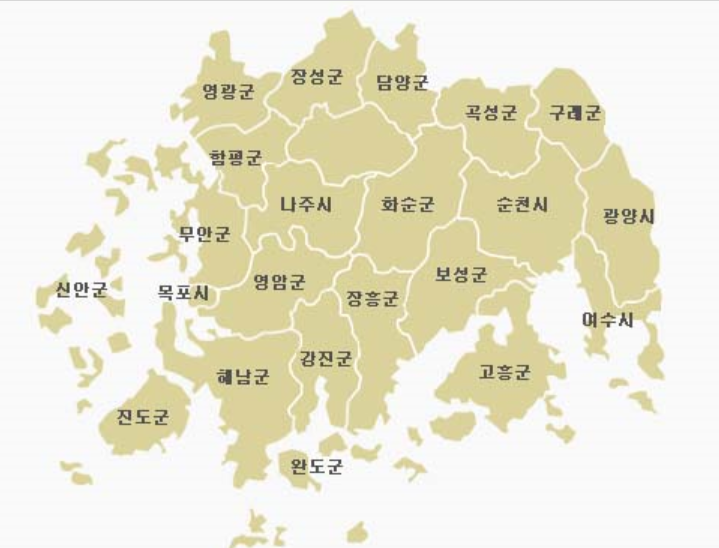 장성군
담양군
영광군
곡성군
구례군
함평군
나주시
화순군
순천시
광양시
무안군
보성군
영암군
신안군
목포시
장흥군
여수시
강진군
고흥군
해남군
진도군
완도군